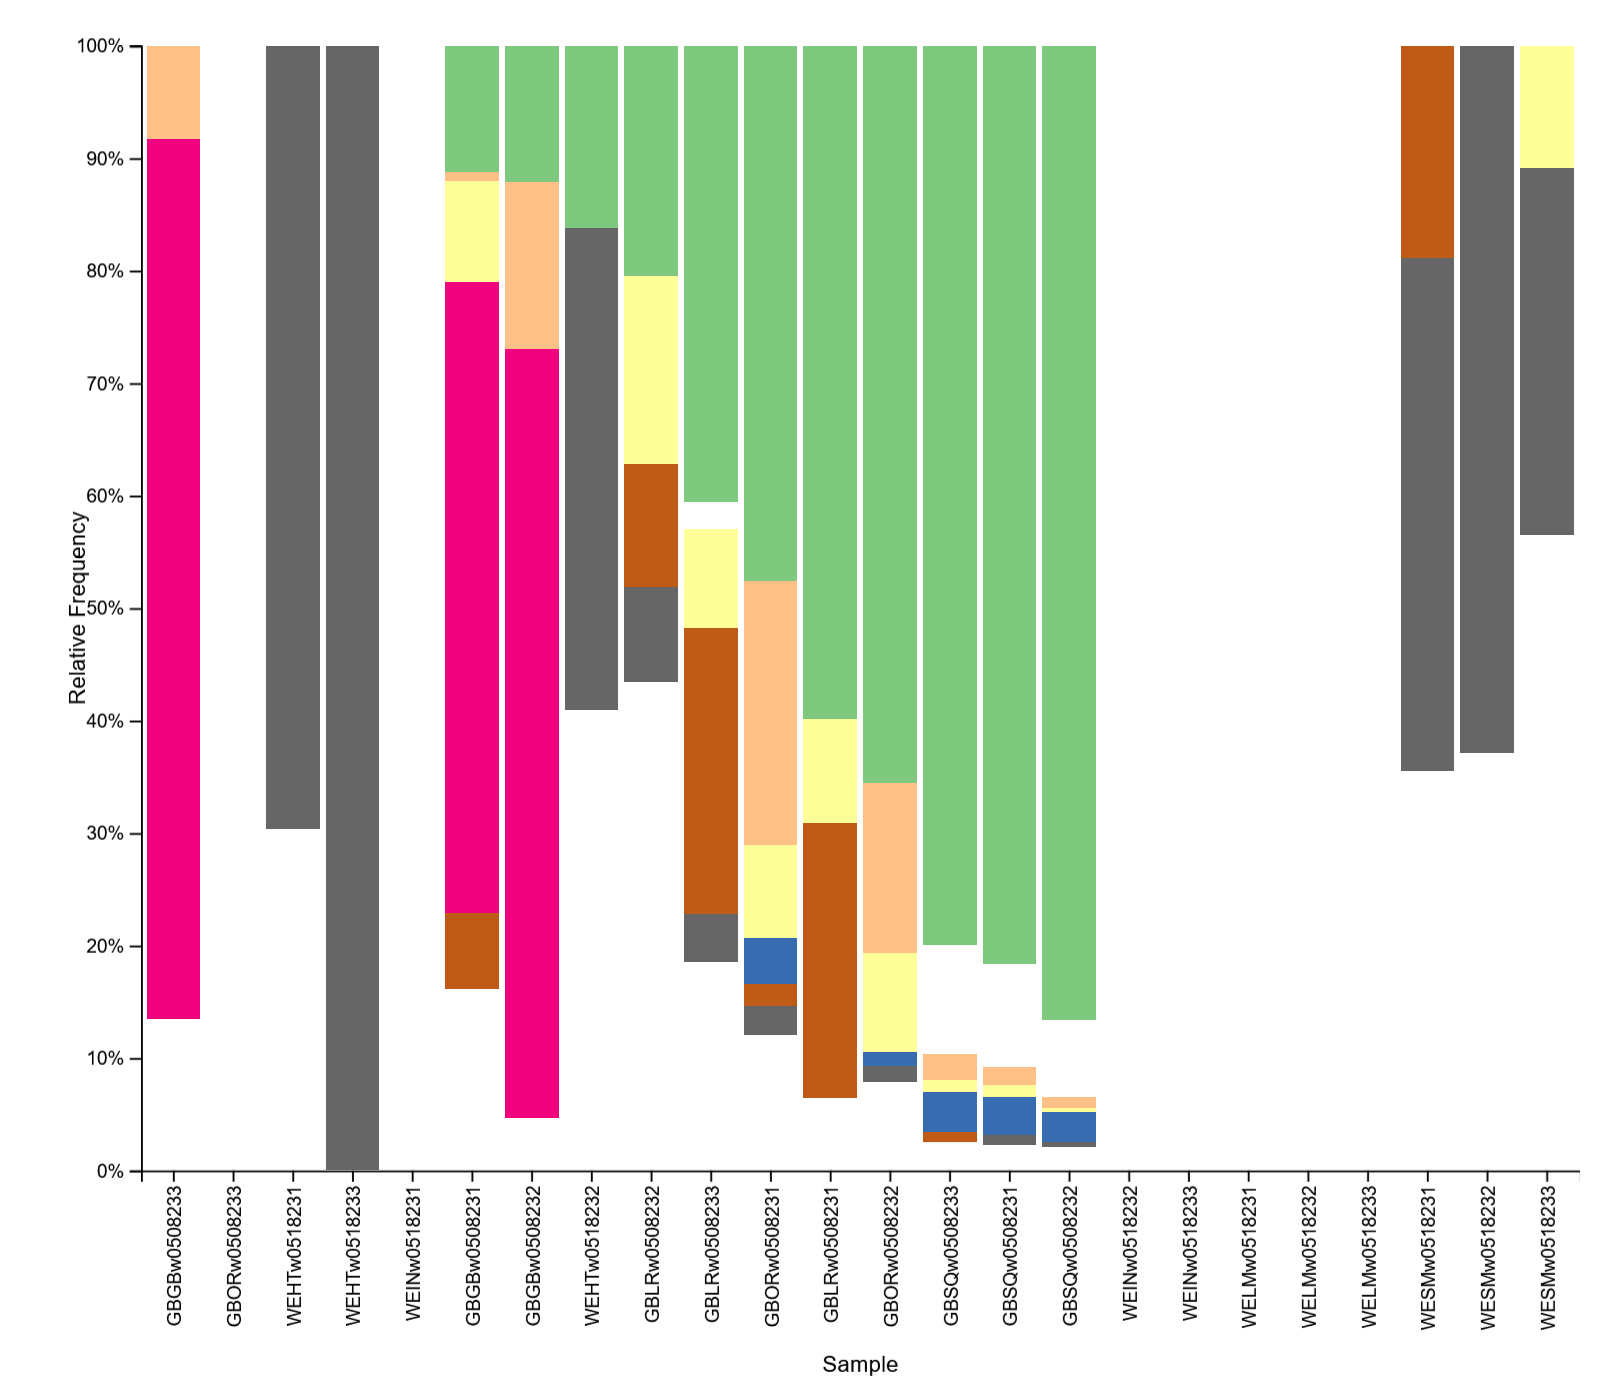 100%
90%
80%
70%
60%
50%
40%
30%
20%
10%
0%
Relative Frequency
GBGBw0508233
GBORw0508233
WEHTw0518231
WEHTw0518233
WEINw0518231
GBGBw0508231
GBGBw0508232
WEHTw0518232
GBLRw0508232
GBLRw0508233
GBORw0508231
GBLRw0508231
GBORw0508232
GBSQw0508233
GBSQw0508231
GBSQw0508232
WEINw0518232
WEINw0518233
WELMw0518231
WELMw0518232
WELMw0518233
WESMw0518231
WESMw0518232
WESMw0518233
Sample